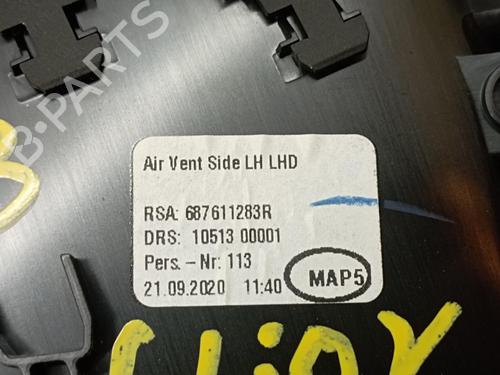 B-PARTS
Air Vent Side LH LHD
RSA: 687611283R
DRS: 10513 00001
Pers. – Nr: 113
21.09.2020 11:40 MAP5